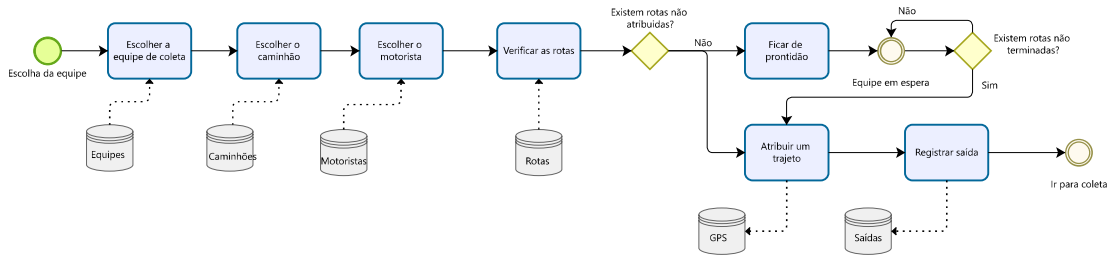 Escolha da equipe
Escolher a
equipe de coleta
Escolher o
caminhão
Escolher o
motorista
Verificar as rotas
Existem rotas não
atribuidas?
Não
Ficar de
prontidão
Não
Equipe em espera
Existem rotas não
terminadas?
Sim
Equipes
Caminhões
Motoristas
Rotas
Atribuir um
trajeto
Registrar saída
Ir para coleta
GPS
Saídas